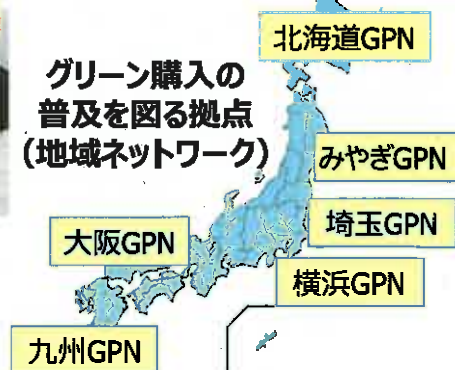 北海道GPN
グリーン購入の
普及を図る拠点
（地域ネットワーク）
みやぎGPN
埼玉GPN
大阪GPN
横浜GPN
九州GPN